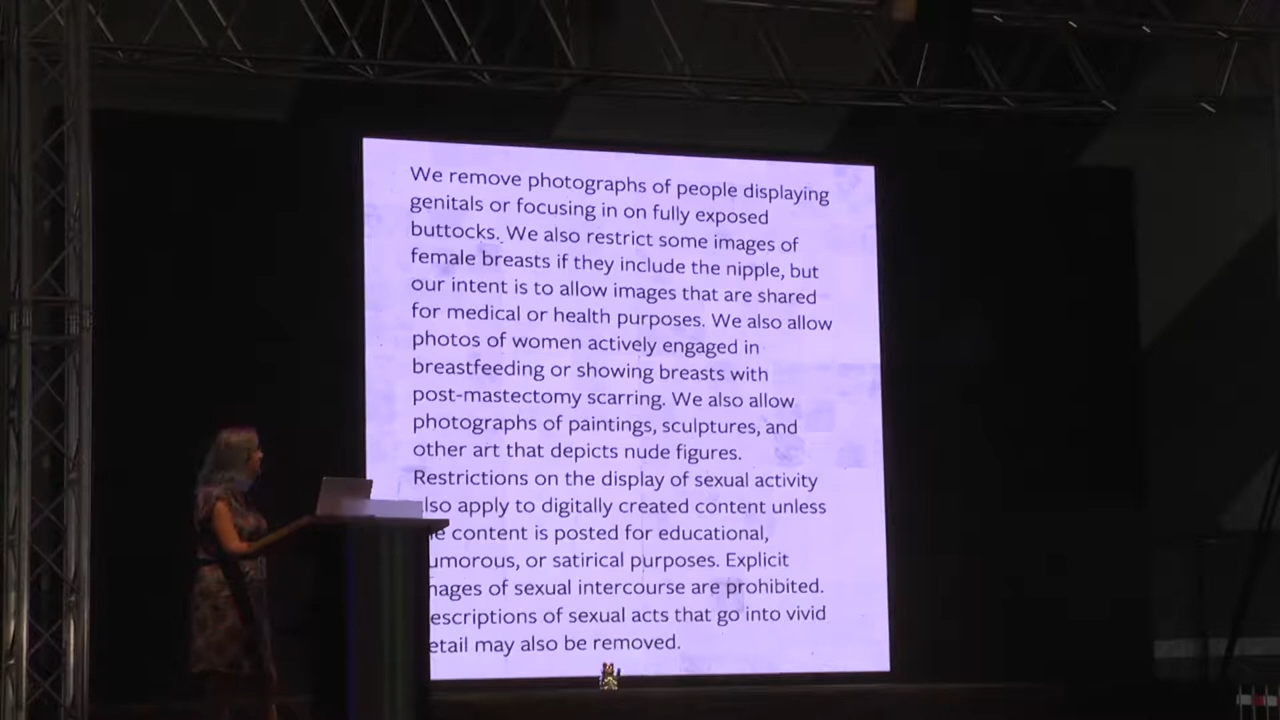 We remove photographs of people displaying
genitals or focusing in on fully exposed
buttocks. We also restrict some images of
female breasts if they include the nipple, but
our intent is to allow images that are shared
for medical or health purposes. We also allow
photos of women actively engaged in
breastfeeding or showing breasts with
post-mastectomy scarring. We also allow
photographs of paintings, sculptures, and
other art that depicts nude figures.
Restrictions on the display of sexual activity
lso apply to digitally created content unless
e content is posted for educational,
umorous, or satirical purposes. Explicit
mages of sexual intercourse are prohibited.
escriptions of sexual acts that go into vivid
etail may also be removed.